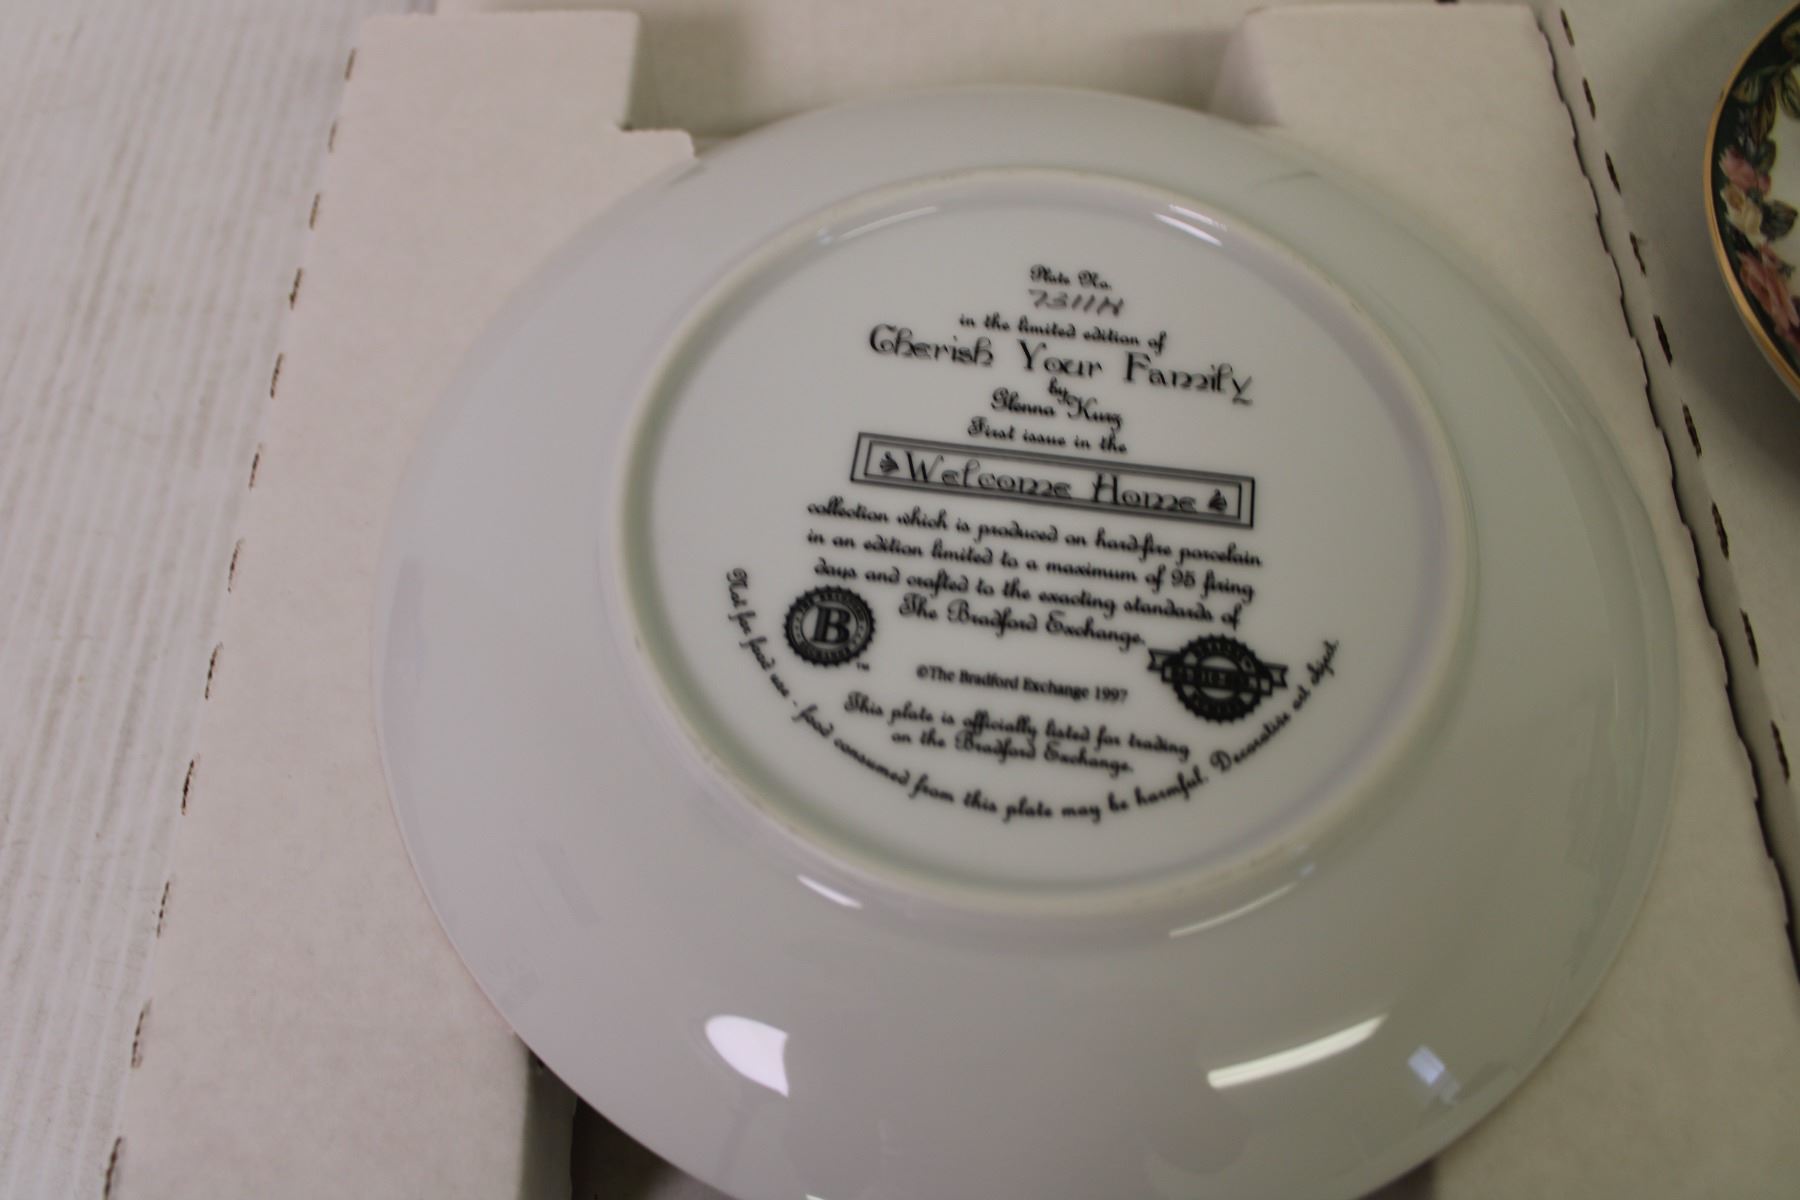 Plate No.
7311H
in the limited edition of
Cherish Your Family
by
Glenna Kurz
First issue in the
Welcome Home
collection which is produced on hard-fire porcelain
in an edition limited to a maximum of 95 firing
days and crafted to the exacting standards of
The Bradford Exchange.
B
™
©The Bradford Exchange 1997
This plate is officially listed for trading
on the Bradford Exchange.
Not for food use - food consumed from this plate may be harmful. Decorative art object.